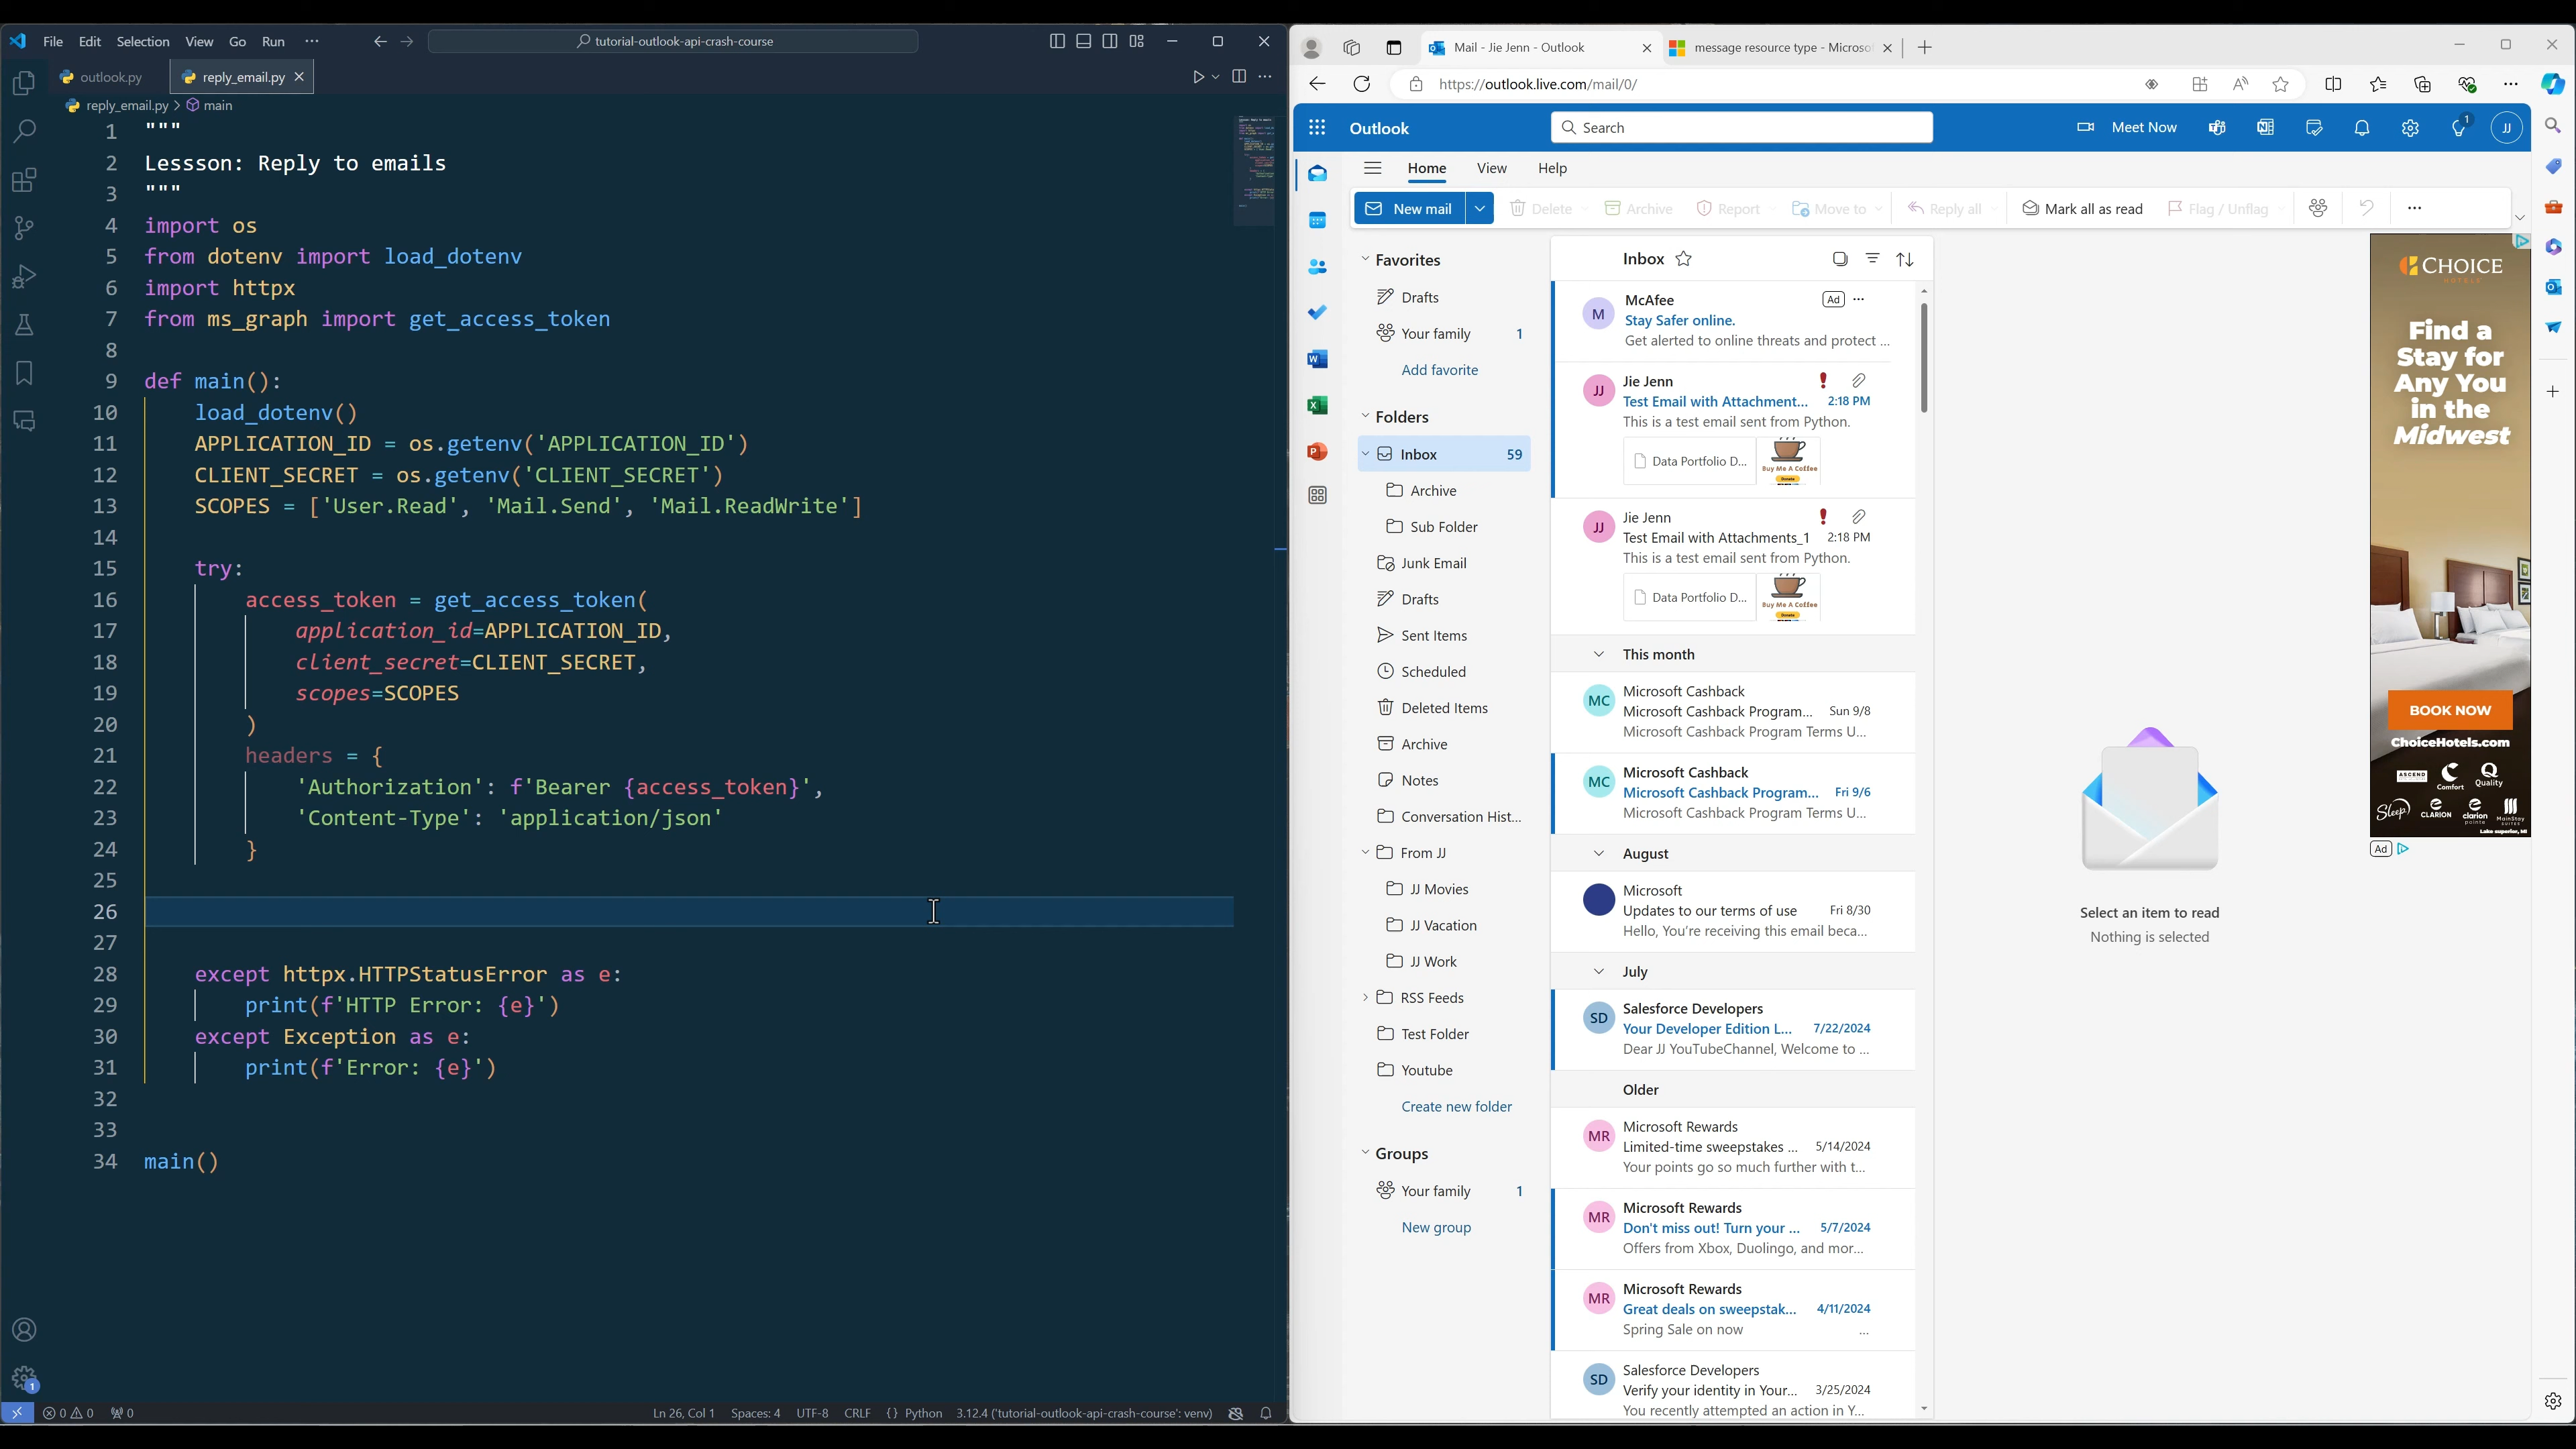 File Edit Selection View Go Run ···
tutorial-outlook-api-crash-course
outlook.py
reply_email.py
reply_email.py > main
1 """
2 Lessson: Reply to emails
3 """
4 import os
5 from dotenv import load_dotenv
6 import httpx
7 from ms_graph import get_access_token
8
9 def main():
10 load_dotenv()
11 APPLICATION_ID = os.getenv('APPLICATION_ID')
12 CLIENT_SECRET = os.getenv('CLIENT_SECRET')
13 SCOPES = ['User.Read', 'Mail.Send', 'Mail.ReadWrite']
14
15 try:
16 access_token = get_access_token(
17 application_id=APPLICATION_ID,
18 client_secret=CLIENT_SECRET,
19 scopes=SCOPES
20 )
21 headers = {
22 'Authorization': f'Bearer {access_token}',
23 'Content-Type': 'application/json'
24 }
25
26
27
28 except httpx.HTTPStatusError as e:
29 print(f'HTTP Error: {e}')
30 except Exception as e:
31 print(f'Error: {e}')
32
33
34 main()
1
0 0 0
Ln 26, Col 1 Spaces: 4 UTF-8 CRLF {} Python 3.12.4 ('tutorial-outlook-api-crash-course': venv)
Mail - Jie Jenn - Outlook
message resource type - Microso
https://outlook.live.com/mail/0/
Outlook
Search
Meet Now
1
JJ
Home View Help
New mail
Delete
Archive
Report
Move to
Reply all
Mark all as read
Flag / Unflag
Favorites
Drafts
Your family 1
Add favorite
Folders
Inbox 59
Archive
Sub Folder
Junk Email
Drafts
Sent Items
Scheduled
Deleted Items
Archive
Notes
Conversation Hist...
From JJ
JJ Movies
JJ Vacation
JJ Work
RSS Feeds
Test Folder
Youtube
Create new folder
Groups
Your family 1
New group
Inbox
M
McAfee Ad
Stay Safer online.
Get alerted to online threats and protect ...
JJ
Jie Jenn
Test Email with Attachment... 2:18 PM
This is a test email sent from Python.
Data Portfolio D...
Buy Me A Coffee
Donate
JJ
Jie Jenn
Test Email with Attachments_1 2:18 PM
This is a test email sent from Python.
Data Portfolio D...
Buy Me A Coffee
Donate
This month
MC
Microsoft Cashback
Microsoft Cashback Program... Sun 9/8
Microsoft Cashback Program Terms U...
MC
Microsoft Cashback
Microsoft Cashback Program... Fri 9/6
Microsoft Cashback Program Terms U...
August
Microsoft
Updates to our terms of use Fri 8/30
Hello, You're receiving this email beca...
July
SD
Salesforce Developers
Your Developer Edition L... 7/22/2024
Dear JJ YouTubeChannel, Welcome to ...
Older
MR
Microsoft Rewards
Limited-time sweepstakes ... 5/14/2024
Your points go so much further with t...
MR
Microsoft Rewards
Don't miss out! Turn your ... 5/7/2024
Offers from Xbox, Duolingo, and mor...
MR
Microsoft Rewards
Great deals on sweepstak... 4/11/2024
Spring Sale on now ...
SD
Salesforce Developers
Verify your identity in Your... 3/25/2024
You recently attempted an action in Y...
Select an item to read
Nothing is selected
CHOICE
HOTELS
Find a
Stay for
Any You
in the
Midwest
BOOK NOW
ChoiceHotels.com
ASCEND
Comfort
Quality
Sleep
CLARION
clarion
pointe
MainStay
SUITES
Lake superior, MI
Ad